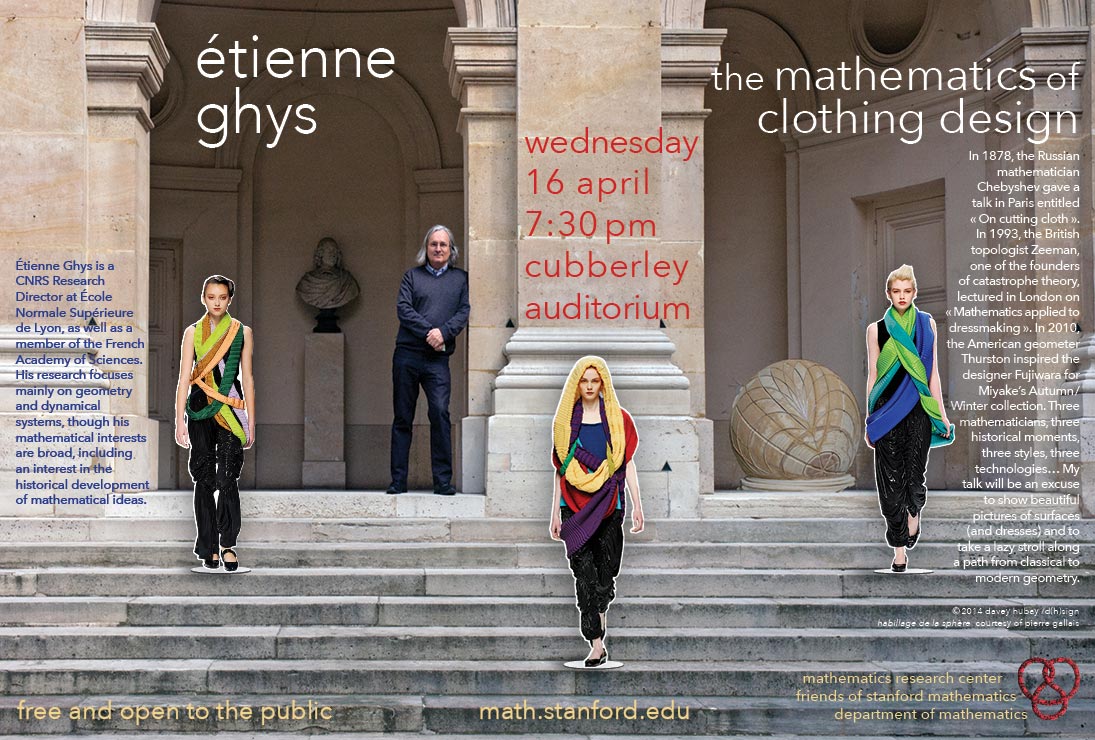 étienne
ghys
the mathematics of
clothing design
wednesday
16 april
7:30 pm
cubberley
auditorium
Étienne Ghys is a
CNRS Research
Director at École
Normale Supérieure
de Lyon, as well as a
member of the French
Academy of Sciences.
His research focuses
mainly on geometry
and dynamical
systems, though his
mathematical interests
are broad, including
an interest in the
historical development
of mathematical ideas.
In 1878, the Russian
mathematician
Chebyshev gave a
talk in Paris entitled
« On cutting cloth ».
In 1993, the British
topologist Zeeman,
one of the founders
of catastrophe theory,
lectured in London on
« Mathematics applied to
dressmaking ». In 2010,
the American geometer
Thurston inspired the
designer Fujiwara for
Miyake's Autumn/
Winter collection. Three
mathematicians, three
historical moments,
three styles, three
technologies... My
talk will be an excuse
to show beautiful
pictures of surfaces
(and dresses) and to
take a lazy stroll along
a path from classical to
modern geometry.
©2014 davey hubay /d(h)sign
habillage de la sphère courtesy of pierre gallais
mathematics research center
friends of stanford mathematics
department of mathematics
free and open to the public
math.stanford.edu